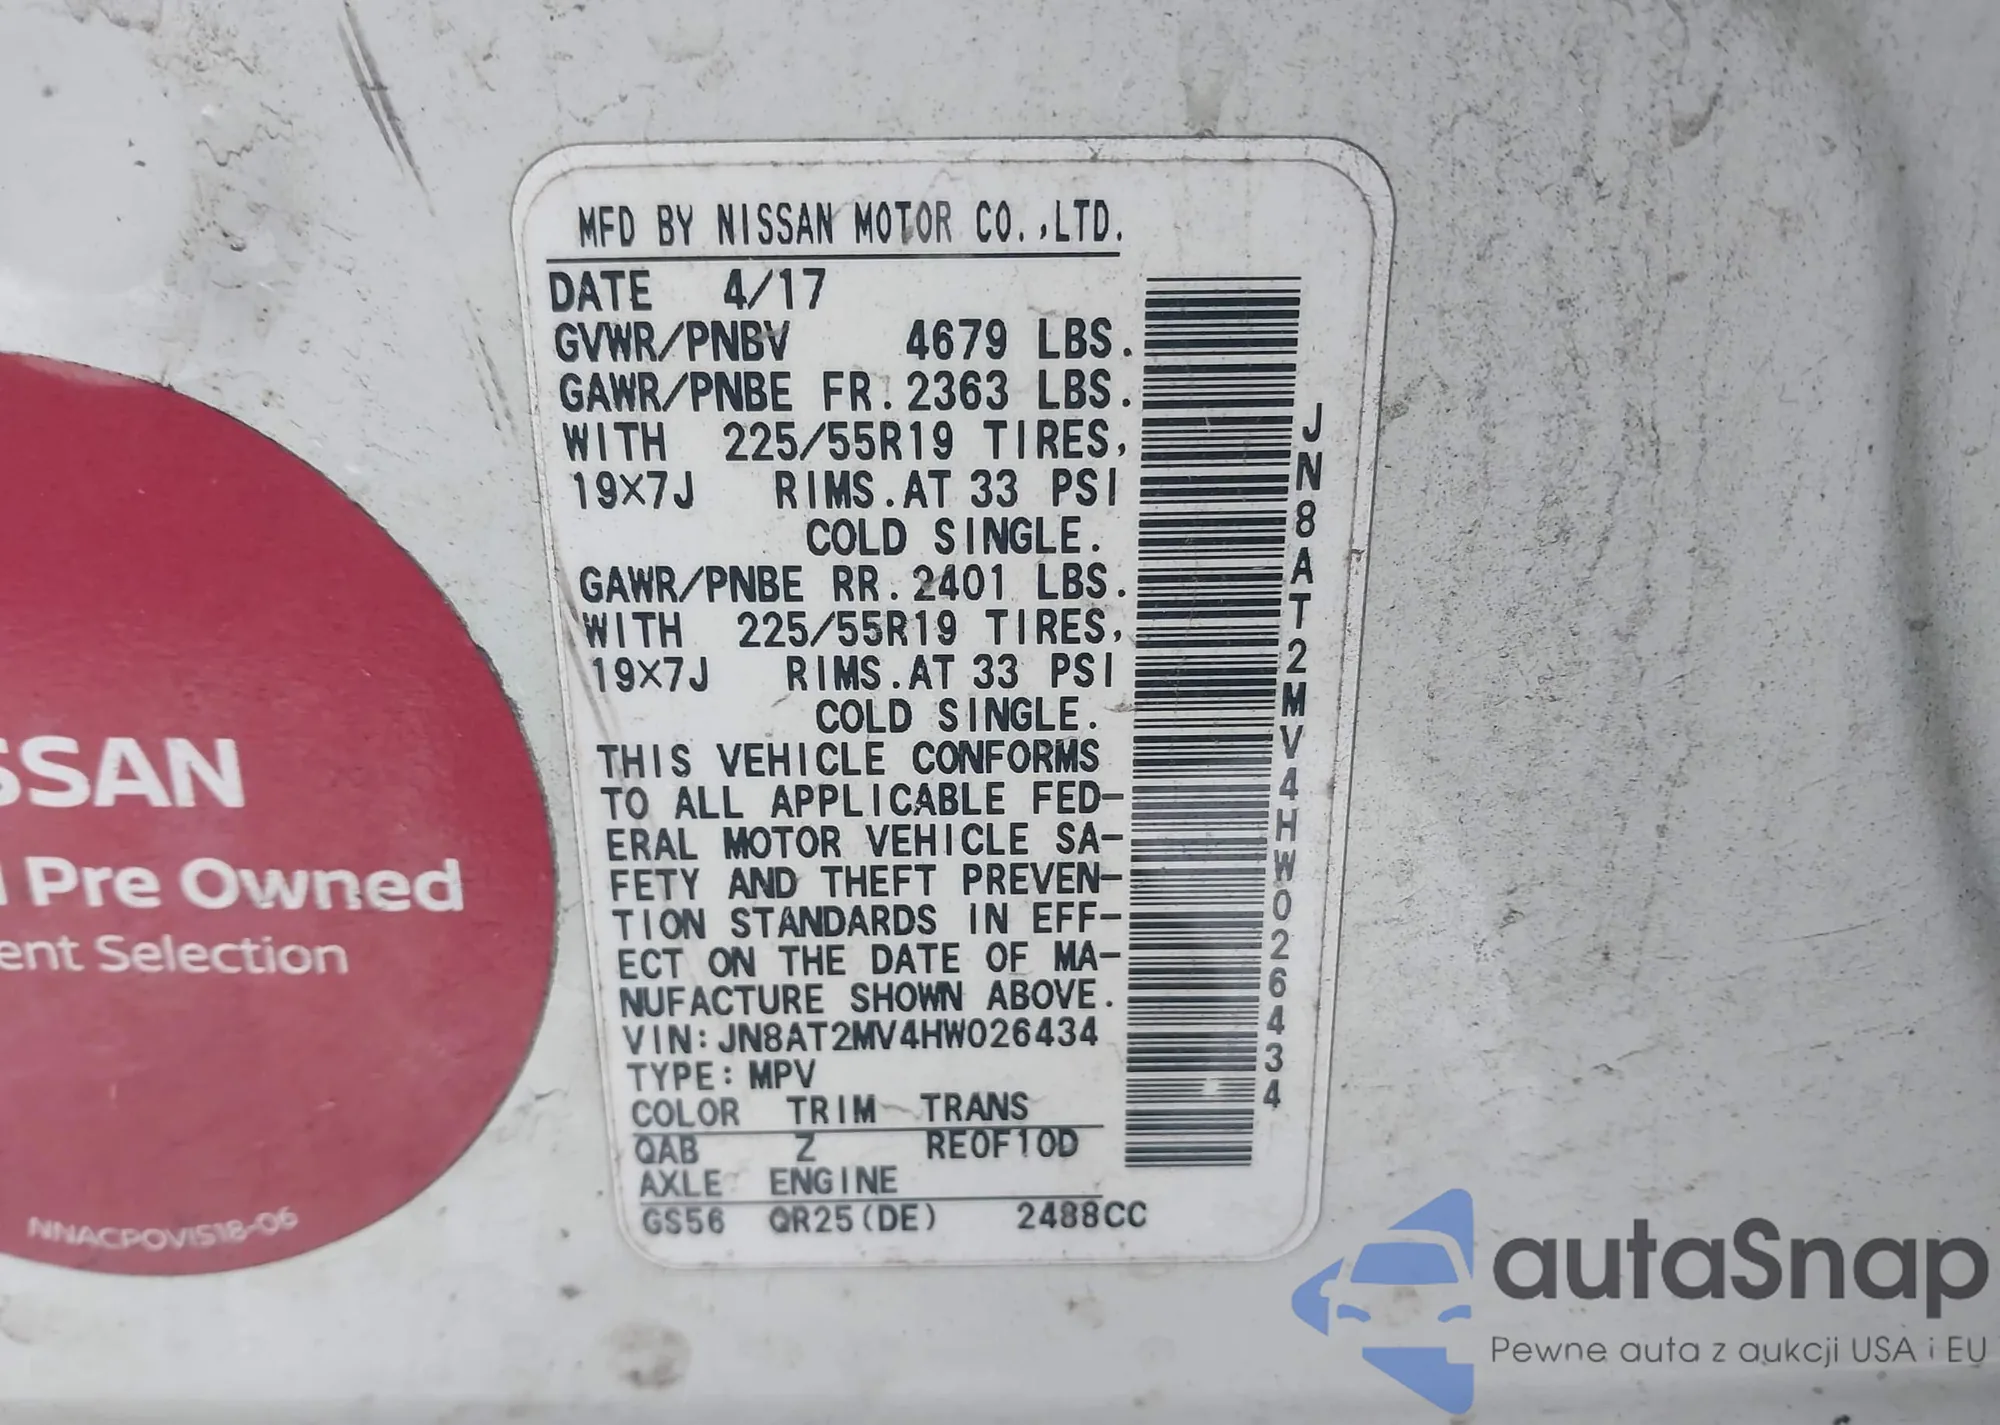 MFD BY NISSAN MOTOR CO.,LTD.
DATE 4/17
GVWR/PNBV 4679 LBS.
GAWR/PNBE FR. 2363 LBS.
WITH 225/55R19 TIRES,
19X7J RIMS. AT 33 PSI
COLD SINGLE.
GAWR/PNBE RR. 2401 LBS.
WITH 225/55R19 TIRES,
19X7J RIMS. AT 33 PSI
COLD SINGLE.
THIS VEHICLE CONFORMS
TO ALL APPLICABLE FED-
ERAL MOTOR VEHICLE SA-
FETY AND THEFT PREVEN-
TION STANDARDS IN EFF-
ECT ON THE DATE OF MA-
NUFACTURE SHOWN ABOVE.
VIN: JN8AT2MV4HW026434
TYPE: MPV
COLOR TRIM TRANS
QAB Z RE0F10D
AXLE ENGINE
GS56 QR25(DE) 2488CC
JN8AT2MV4HW026434
SSAN
Pre Owned
ent Selection
NNACPOVIS18-06
autaSnap
Pewne auta z aukcji USA i EU